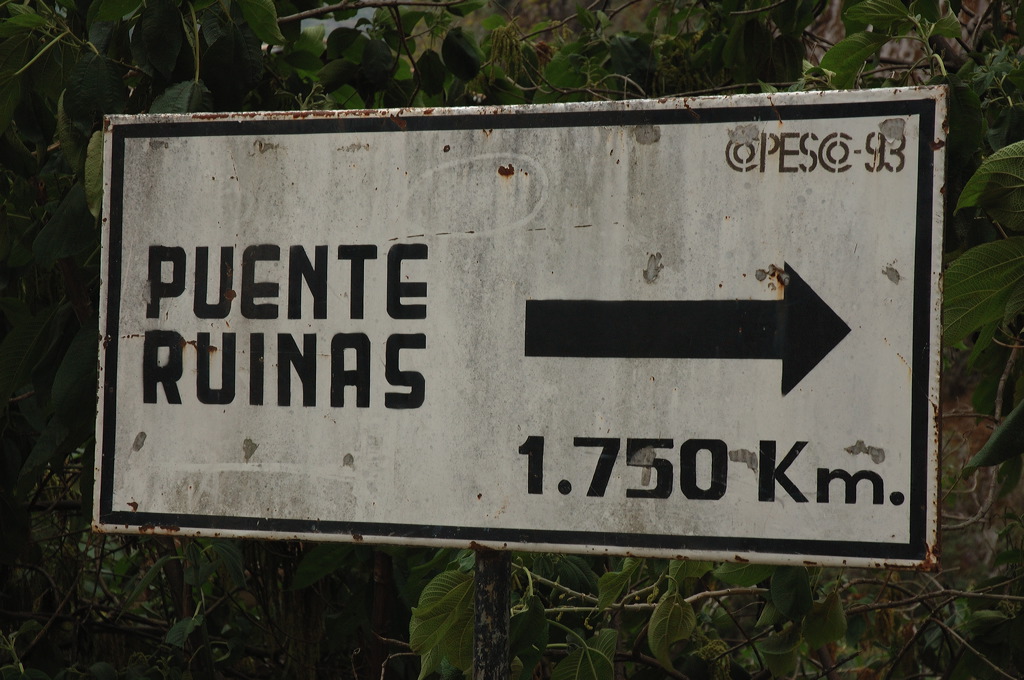 COPESCO-93
PUENTE
RUINAS
1.750 Km.